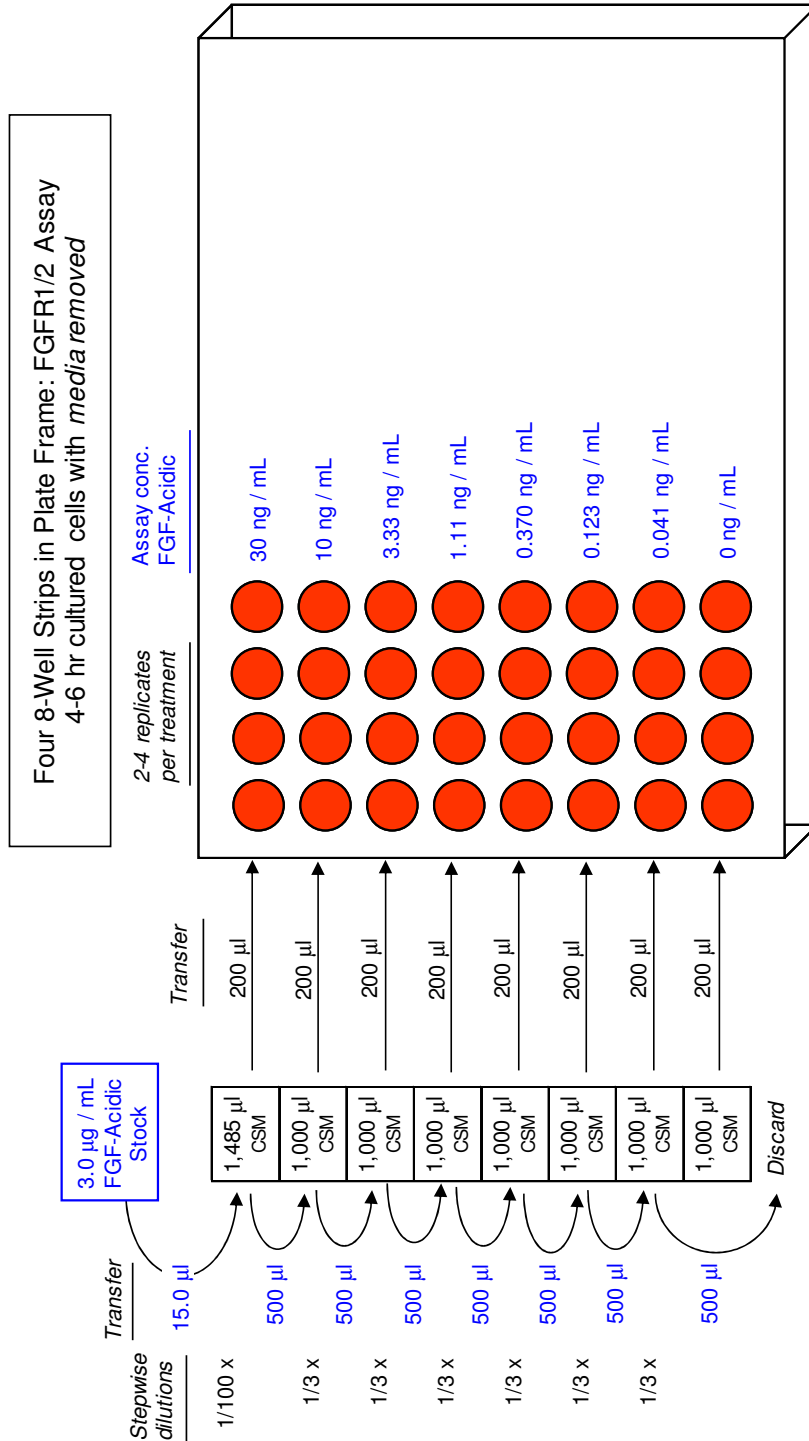 Four 8-Well Strips in Plate Frame: FGFR1/2 Assay
4-6 hr cultured cells with media removed
Stepwise
dilutions
Transfer
3.0 µg / mL
FGF-Acidic
Stock
Transfer
2-4 replicates
per treatment
Assay conc.
FGF-Acidic
1/100 x
15.0 µl
1,485 µl
CSM
200 µl
30 ng / mL
500 µl
1/3 x
1,000 µl
CSM
200 µl
10 ng / mL
500 µl
1/3 x
1,000 µl
CSM
200 µl
3.33 ng / mL
500 µl
1/3 x
1,000 µl
CSM
200 µl
1.11 ng / mL
500 µl
1/3 x
1,000 µl
CSM
200 µl
0.370 ng / mL
500 µl
1/3 x
1,000 µl
CSM
200 µl
0.123 ng / mL
500 µl
1/3 x
1,000 µl
CSM
200 µl
0.041 ng / mL
500 µl
1,000 µl
CSM
200 µl
0 ng / mL
Discard